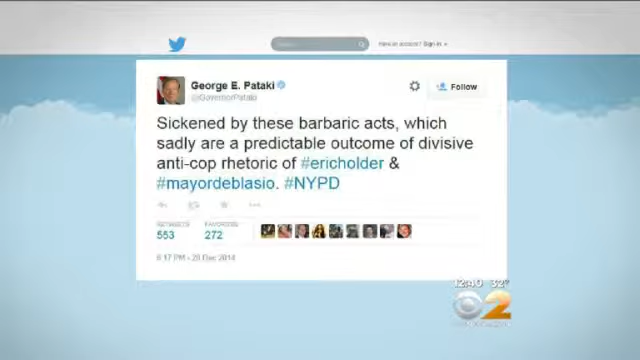 George E. Pataki
@GovernorPataki
Follow
Sickened by these barbaric acts, which
sadly are a predictable outcome of divisive
anti-cop rhetoric of #ericholder &
#mayordeblasio. #NYPD
RETWEETS FAVORITES
553 272
6:17 PM - 20 Dec 2014
12:40 32°
2